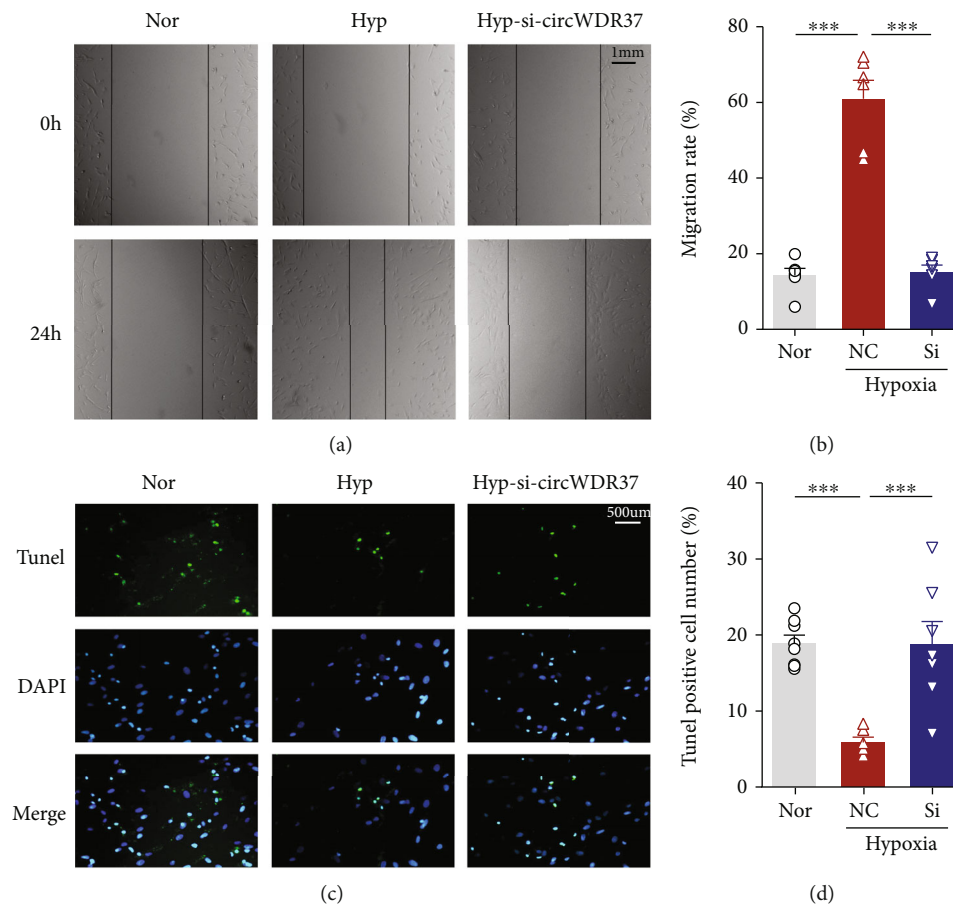 Nor Hyp Hyp-si-circWDR37
1mm
0h
24h
(a)
80
60
40
20
0
Migration rate (%)
*** ***
Nor NC Si
Hypoxia
(b)
Nor Hyp Hyp-si-circWDR37
500um
Tunel
DAPI
Merge
(c)
40
30
20
10
0
Tunel positive cell number (%)
*** ***
Nor NC Si
Hypoxia
(d)